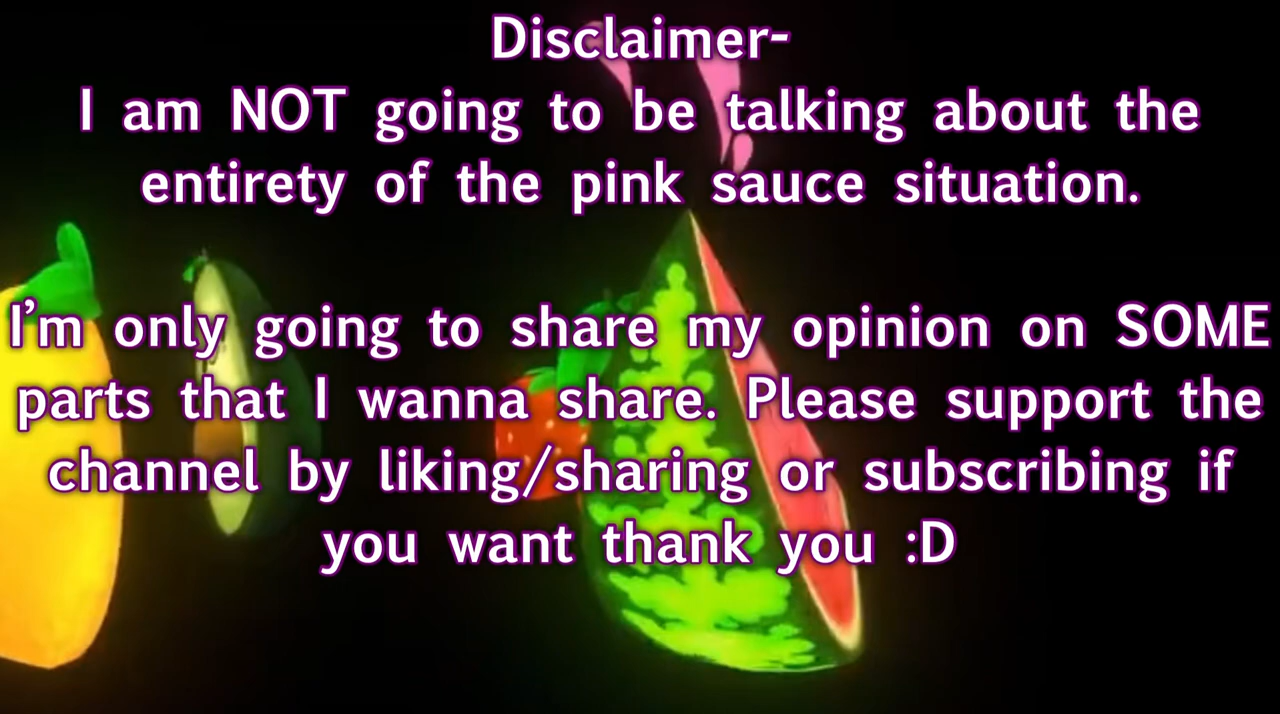 Disclaimer-
I am NOT going to be talking about the
entirety of the pink sauce situation.
I'm only going to share my opinion on SOME
parts that I wanna share. Please support the
channel by liking/sharing or subscribing if
you want thank you :D